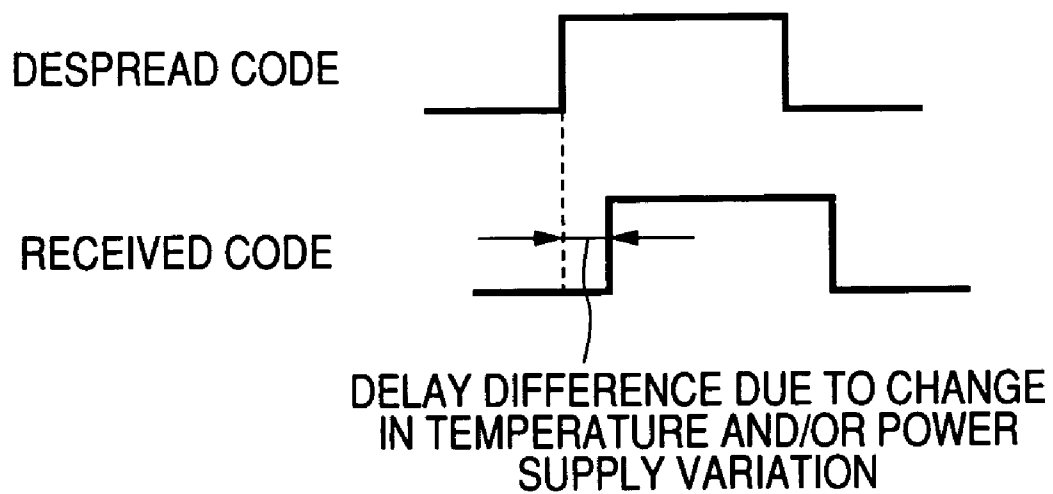 DESPREAD CODE
RECEIVED CODE
DELAY DIFFERENCE DUE TO CHANGE
IN TEMPERATURE AND/OR POWER
SUPPLY VARIATION